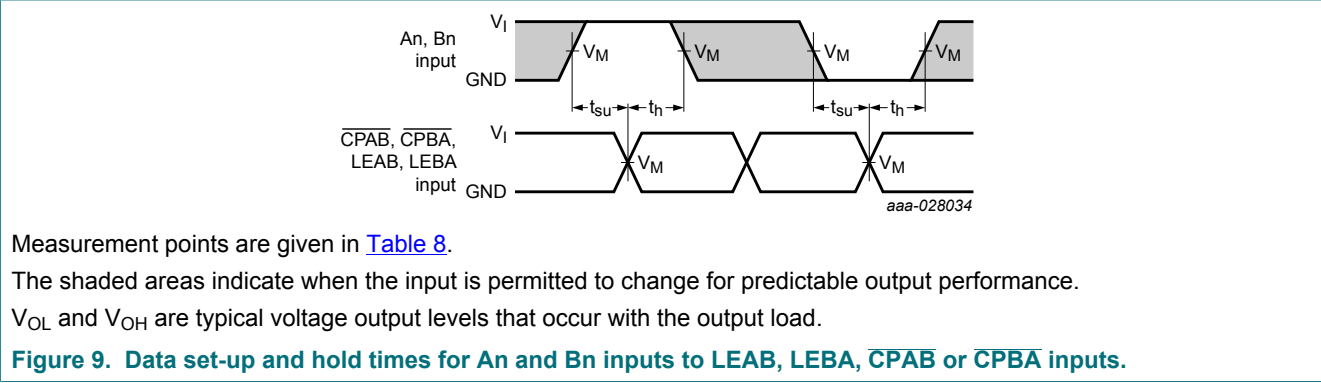 V_I
An, Bn
input
V_M V_M V_M V_M
GND
t_su t_h t_su t_h
C̅P̅A̅B̅, C̅P̅B̅A̅,
LEAB, LEBA
input
V_I
V_M V_M
GND
aaa-028034
Measurement points are given in Table 8.
The shaded areas indicate when the input is permitted to change for predictable output performance.
V_OL and V_OH are typical voltage output levels that occur with the output load.
Figure 9. Data set-up and hold times for An and Bn inputs to LEAB, LEBA, C̅P̅A̅B̅ or C̅P̅B̅A̅ inputs.